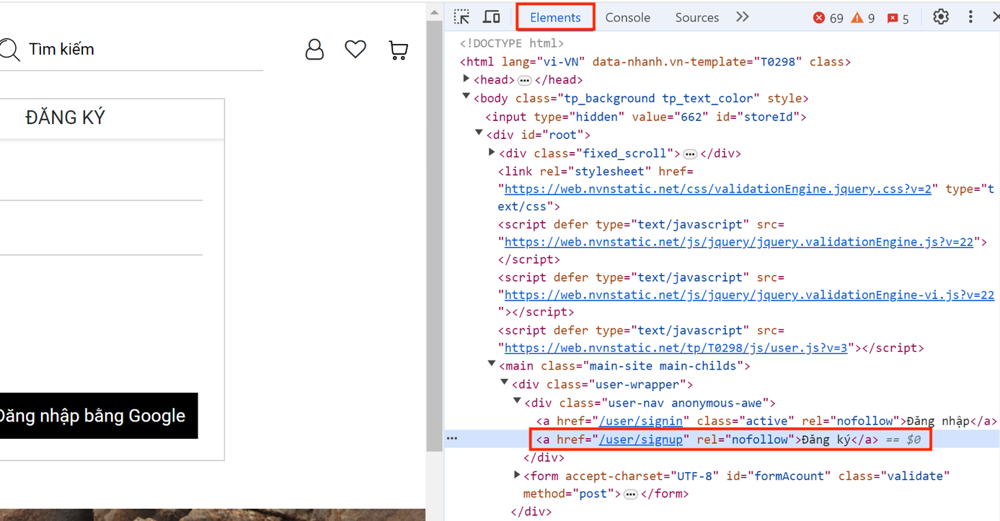 Tìm kiếm
ĐĂNG KÝ
Đăng nhập bằng Google
Elements Console Sources 69 9 5
<!DOCTYPE html>
<html lang="vi-VN" data-nhanh.vn-template="T0298" class>
<head>…</head>
<body class="tp_background tp_text_color" style>
<input type="hidden" value="662" id="storeId">
<div id="root">
<div class="fixed_scroll">…</div>
<link rel="stylesheet" href=
"https://web.nvnstatic.net/css/validationEngine.jquery.css?v=2" type="t
ext/css">
<script defer type="text/javascript" src=
"https://web.nvnstatic.net/js/jquery/jquery.validationEngine.js?v=22">
</script>
<script defer type="text/javascript" src=
"https://web.nvnstatic.net/js/jquery/jquery.validationEngine-vi.js?v=22
"></script>
<script defer type="text/javascript" src=
"https://web.nvnstatic.net/tp/T0298/js/user.js?v=3"></script>
<main class="main-site main-childs">
<div class="user-wrapper">
<div class="user-nav anonymous-awe">
<a href="/user/signin" class="active" rel="nofollow">Đăng nhập</a>
<a href="/user/signup" rel="nofollow">Đăng ký</a> == $0
</div>
<form accept-charset="UTF-8" id="formAcount" class="validate"
method="post">…</form>
</div>